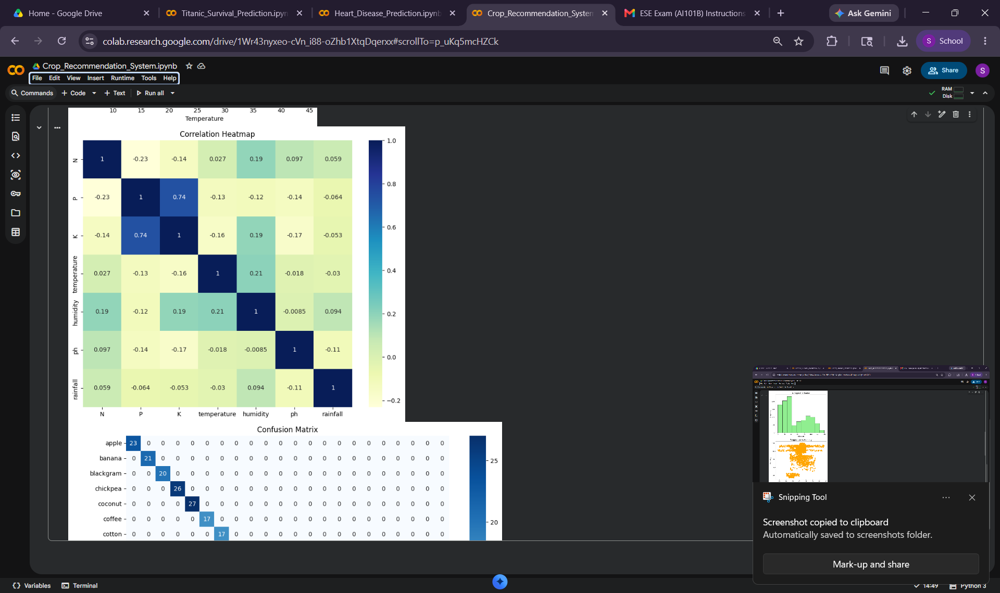 Home - Google Drive
Titanic_Survival_Prediction.ipyn
Heart_Disease_Prediction.ipynb
Crop_Recommendation_System
ESE Exam (AI101B) Instructions
Ask Gemini
colab.research.google.com/drive/1Wr43nyxeo-cVn_i88-oZhb1XtqDqerxx#scrollTo=p_uKq5mcHZCk
S School
Crop_Recommendation_System.ipynb
File Edit View Insert Runtime Tools Help
Share
S
Commands + Code + Text Run all
RAM
Disk
10 15 20 25 30 35 40 45
Temperature
Correlation Heatmap
N 1 -0.23 -0.14 0.027 0.19 0.097 0.059
P -0.23 1 0.74 -0.13 -0.12 -0.14 -0.064
K -0.14 0.74 1 -0.16 0.19 -0.17 -0.053
temperature 0.027 -0.13 -0.16 1 0.21 -0.018 -0.03
humidity 0.19 -0.12 0.19 0.21 1 -0.0085 0.094
ph 0.097 -0.14 -0.17 -0.018 -0.0085 1 -0.11
rainfall 0.059 -0.064 -0.053 -0.03 0.094 -0.11 1
N P K temperature humidity ph rainfall
1.0
0.8
0.6
0.4
0.2
0.0
-0.2
Confusion Matrix
apple 23 0 0 0 0 0 0 0 0 0 0 0 0 0 0 0 0 0 0 0 0 0
banana 0 21 0 0 0 0 0 0 0 0 0 0 0 0 0 0 0 0 0 0 0 0
blackgram 0 0 20 0 0 0 0 0 0 0 0 0 0 0 0 0 0 0 0 0 0 0
chickpea 0 0 0 26 0 0 0 0 0 0 0 0 0 0 0 0 0 0 0 0 0 0
coconut 0 0 0 0 27 0 0 0 0 0 0 0 0 0 0 0 0 0 0 0 0 0
coffee 0 0 0 0 0 17 0 0 0 0 0 0 0 0 0 0 0 0 0 0 0 0
cotton 0 0 0 0 0 0 17 0 0 0 0 0 0 0 0 0 0 0 0 0 0 0
25
20
Snipping Tool
Screenshot copied to clipboard
Automatically saved to screenshots folder.
Mark-up and share
Variables
Terminal
14:49
Python 3